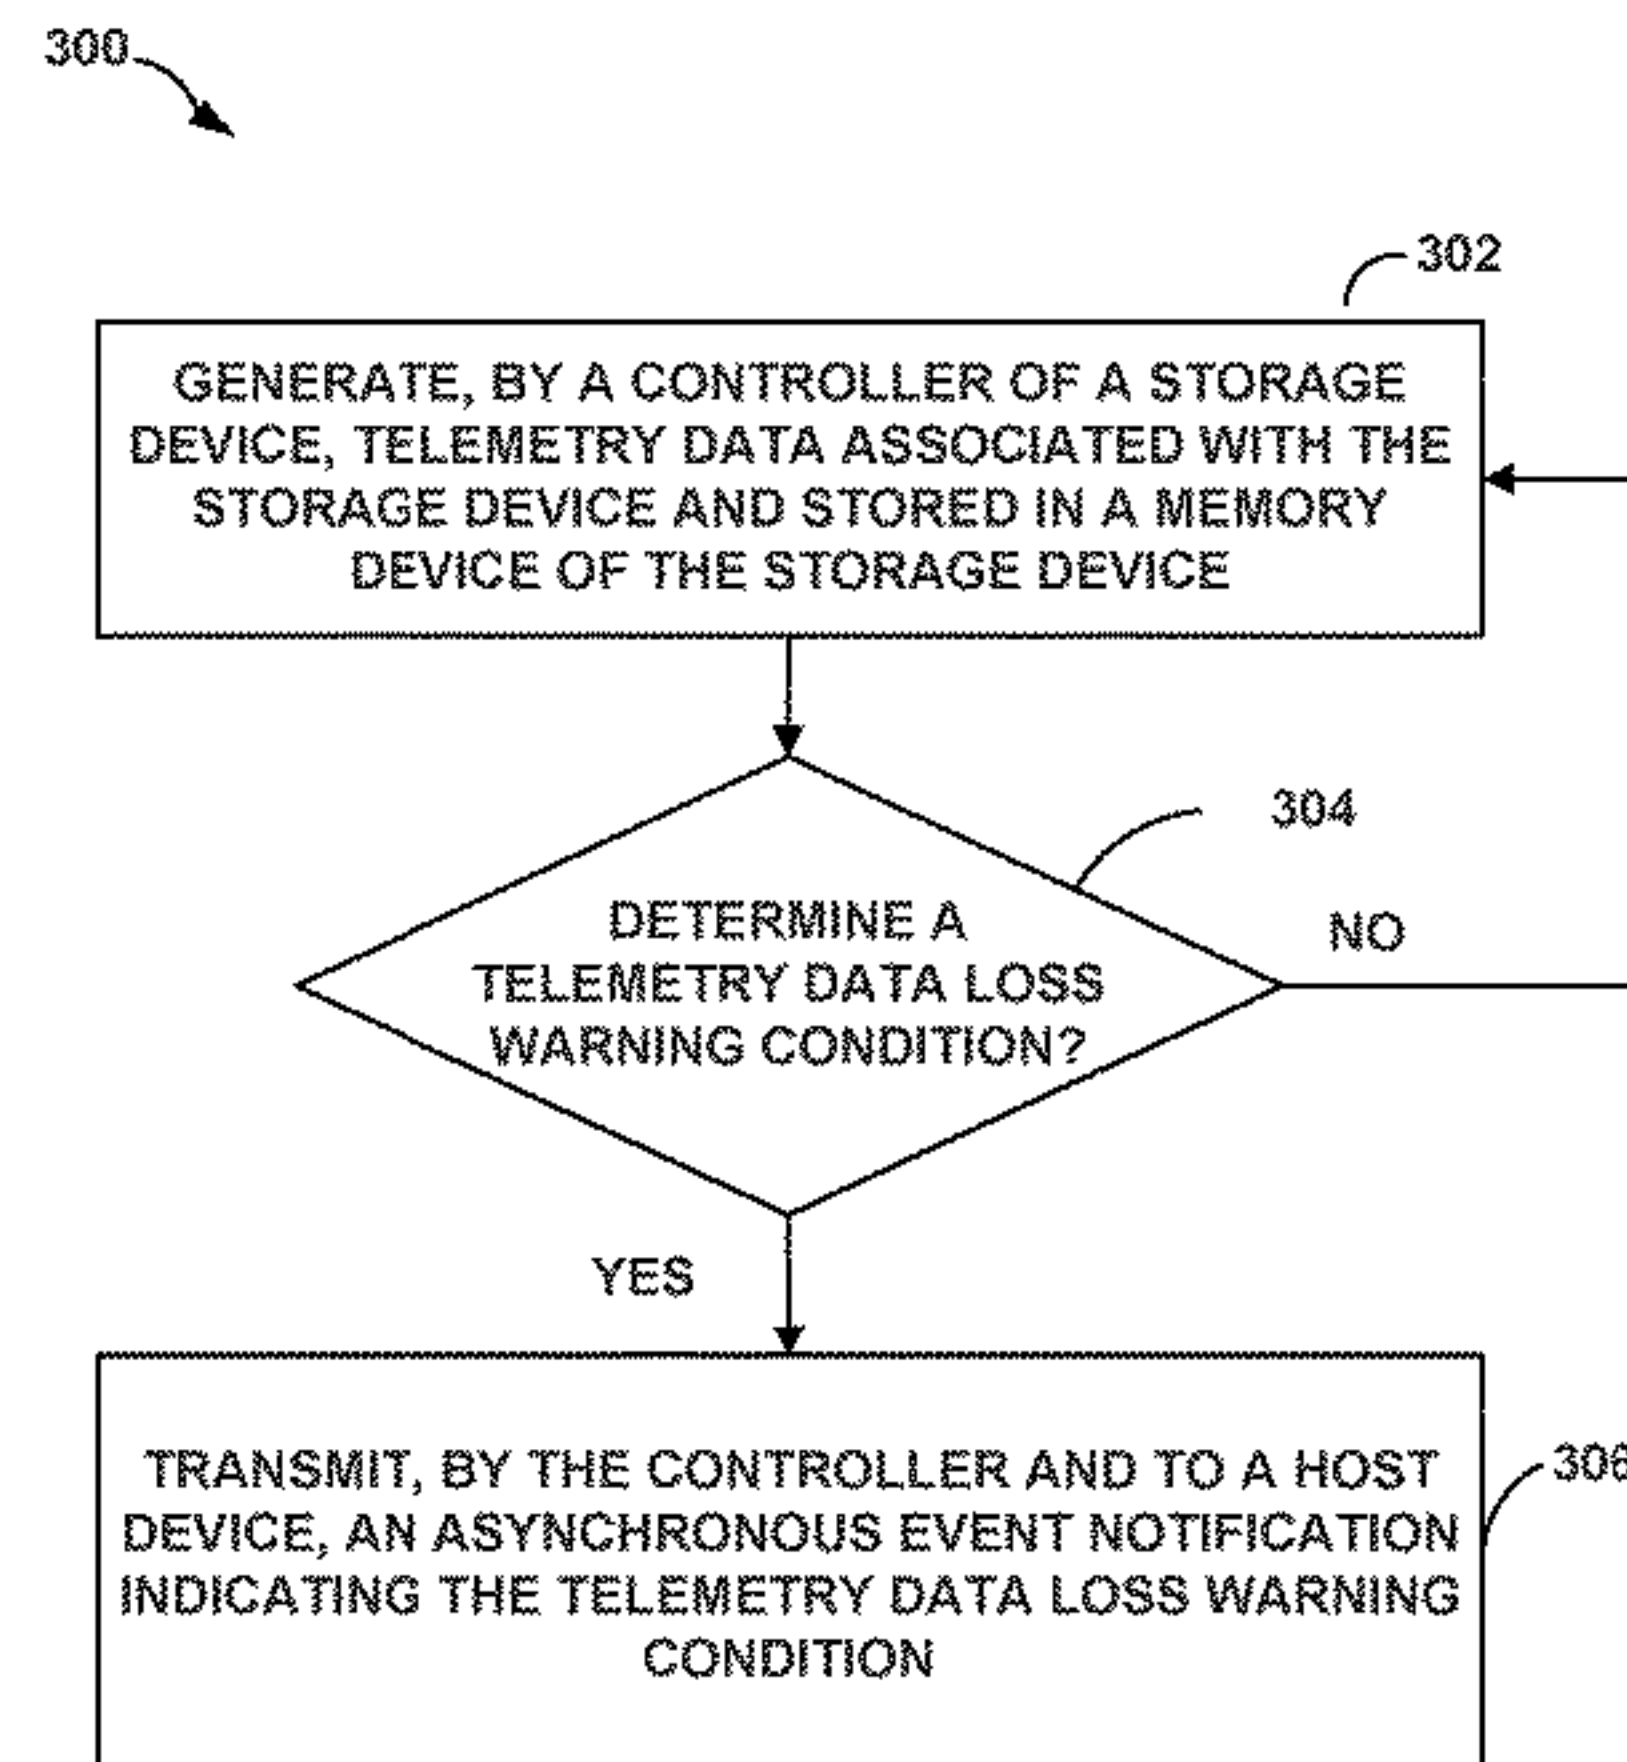 300
302
GENERATE, BY A CONTROLLER OF A STORAGE
DEVICE, TELEMETRY DATA ASSOCIATED WITH THE
STORAGE DEVICE AND STORED IN A MEMORY
DEVICE OF THE STORAGE DEVICE
304
DETERMINE A
TELEMETRY DATA LOSS
WARNING CONDITION?
NO
YES
306
TRANSMIT, BY THE CONTROLLER AND TO A HOST
DEVICE, AN ASYNCHRONOUS EVENT NOTIFICATION
INDICATING THE TELEMETRY DATA LOSS WARNING
CONDITION